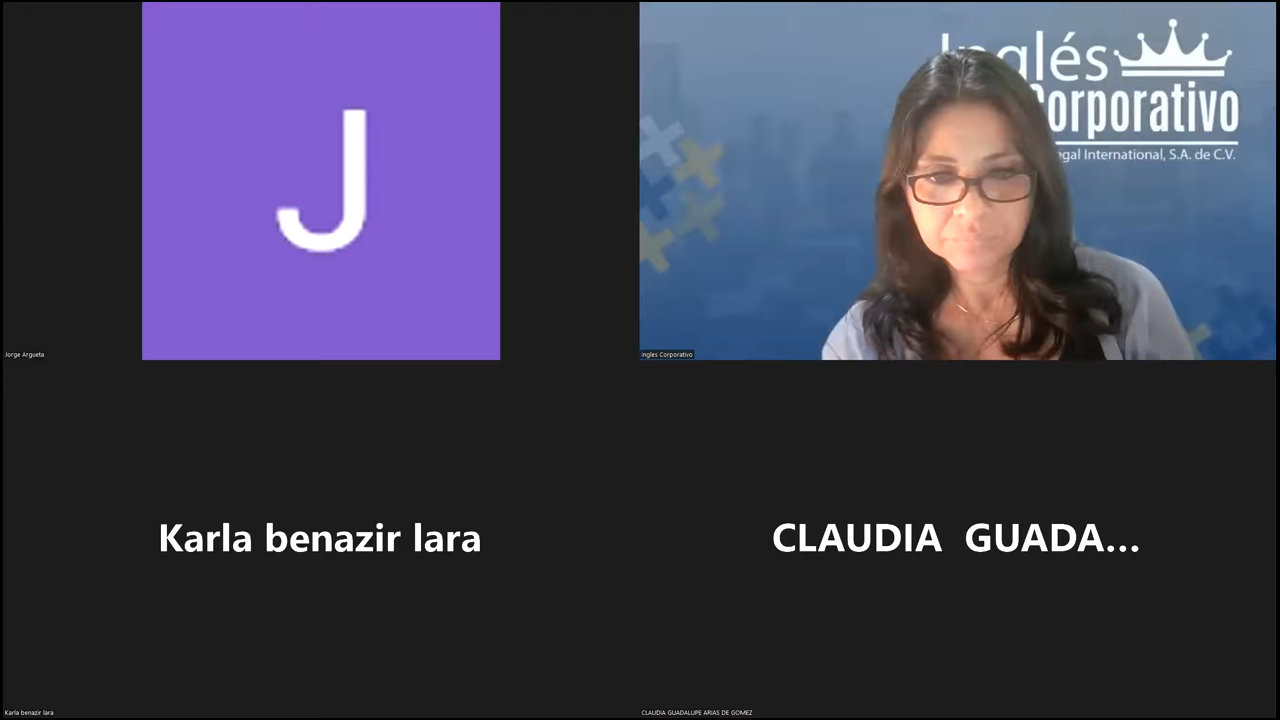 J
Inglés
Corporativo
egal International, S.A. de C.V.
Jorge Argueta
Ingles Corporativo
Karla benazir lara
CLAUDIA GUADA...
Karla benazir lara
CLAUDIA GUADALUPE ARIAS DE GOMEZ